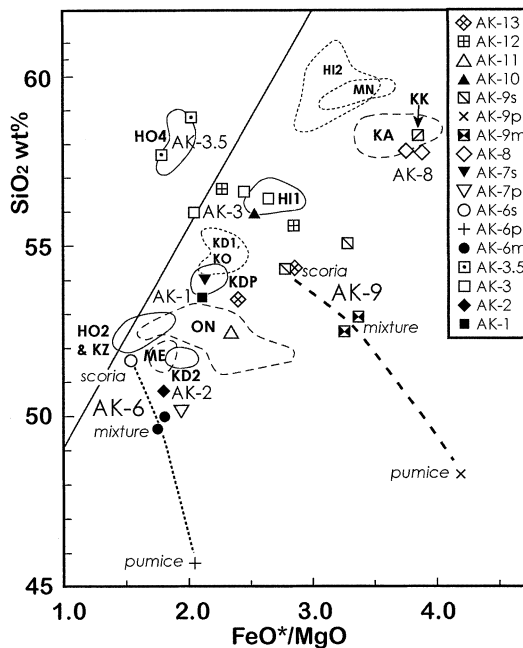 60
55
50
45
1.0
2.0
3.0
4.0
SiO2 wt%
FeO*/MgO
HI2
MN
KK
KA
AK-8
HO4
AK-3.5
AK-3
HI1
KD1,
KO
KDP
scoria
AK-1
AK-9
mixture
HO2
& KZ
ON
ME
KD2
scoria
AK-2
AK-6
mixture
pumice
pumice
AK-13
AK-12
AK-11
AK-10
AK-9s
AK-9p
AK-9m
AK-8
AK-7s
AK-7p
AK-6s
AK-6p
AK-6m
AK-3.5
AK-3
AK-2
AK-1